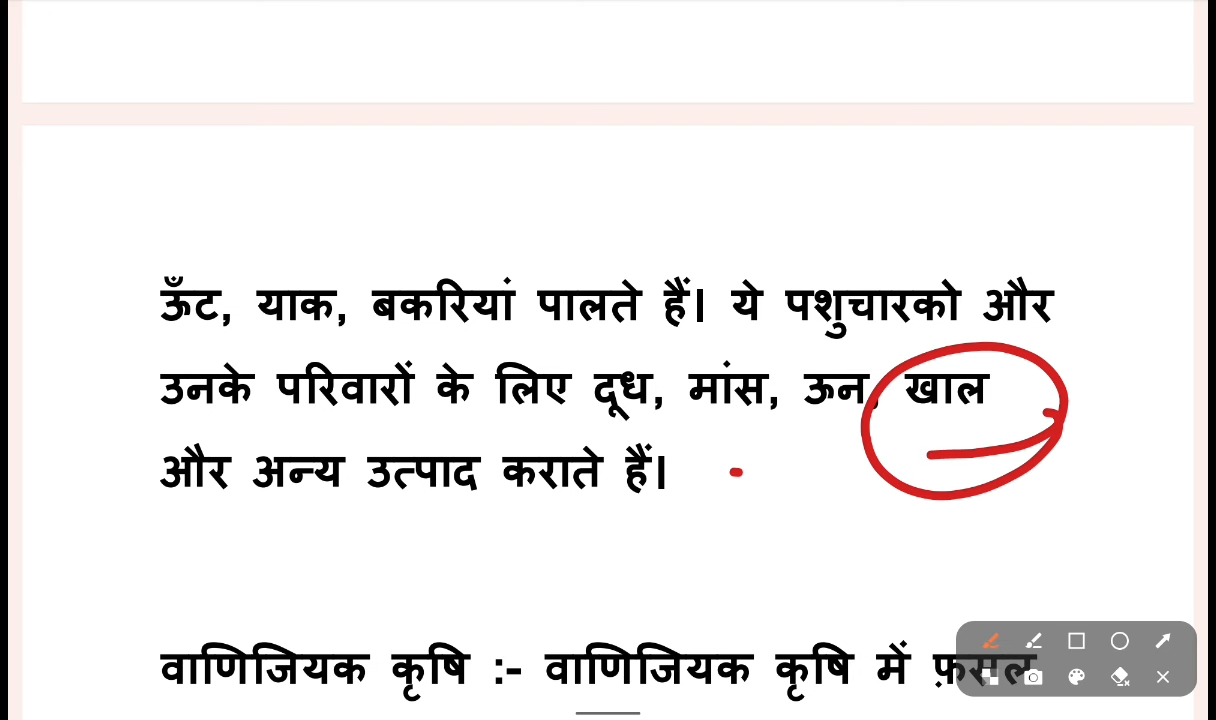 ऊँट, याक, बकरियां पालते हैं। ये पशुचारको और
उनके परिवारों के लिए दूध, मांस, ऊन, खाल
और अन्य उत्पाद कराते हैं।
वाणिजियक कृषि :- वाणिजियक कृषि में फ़सल